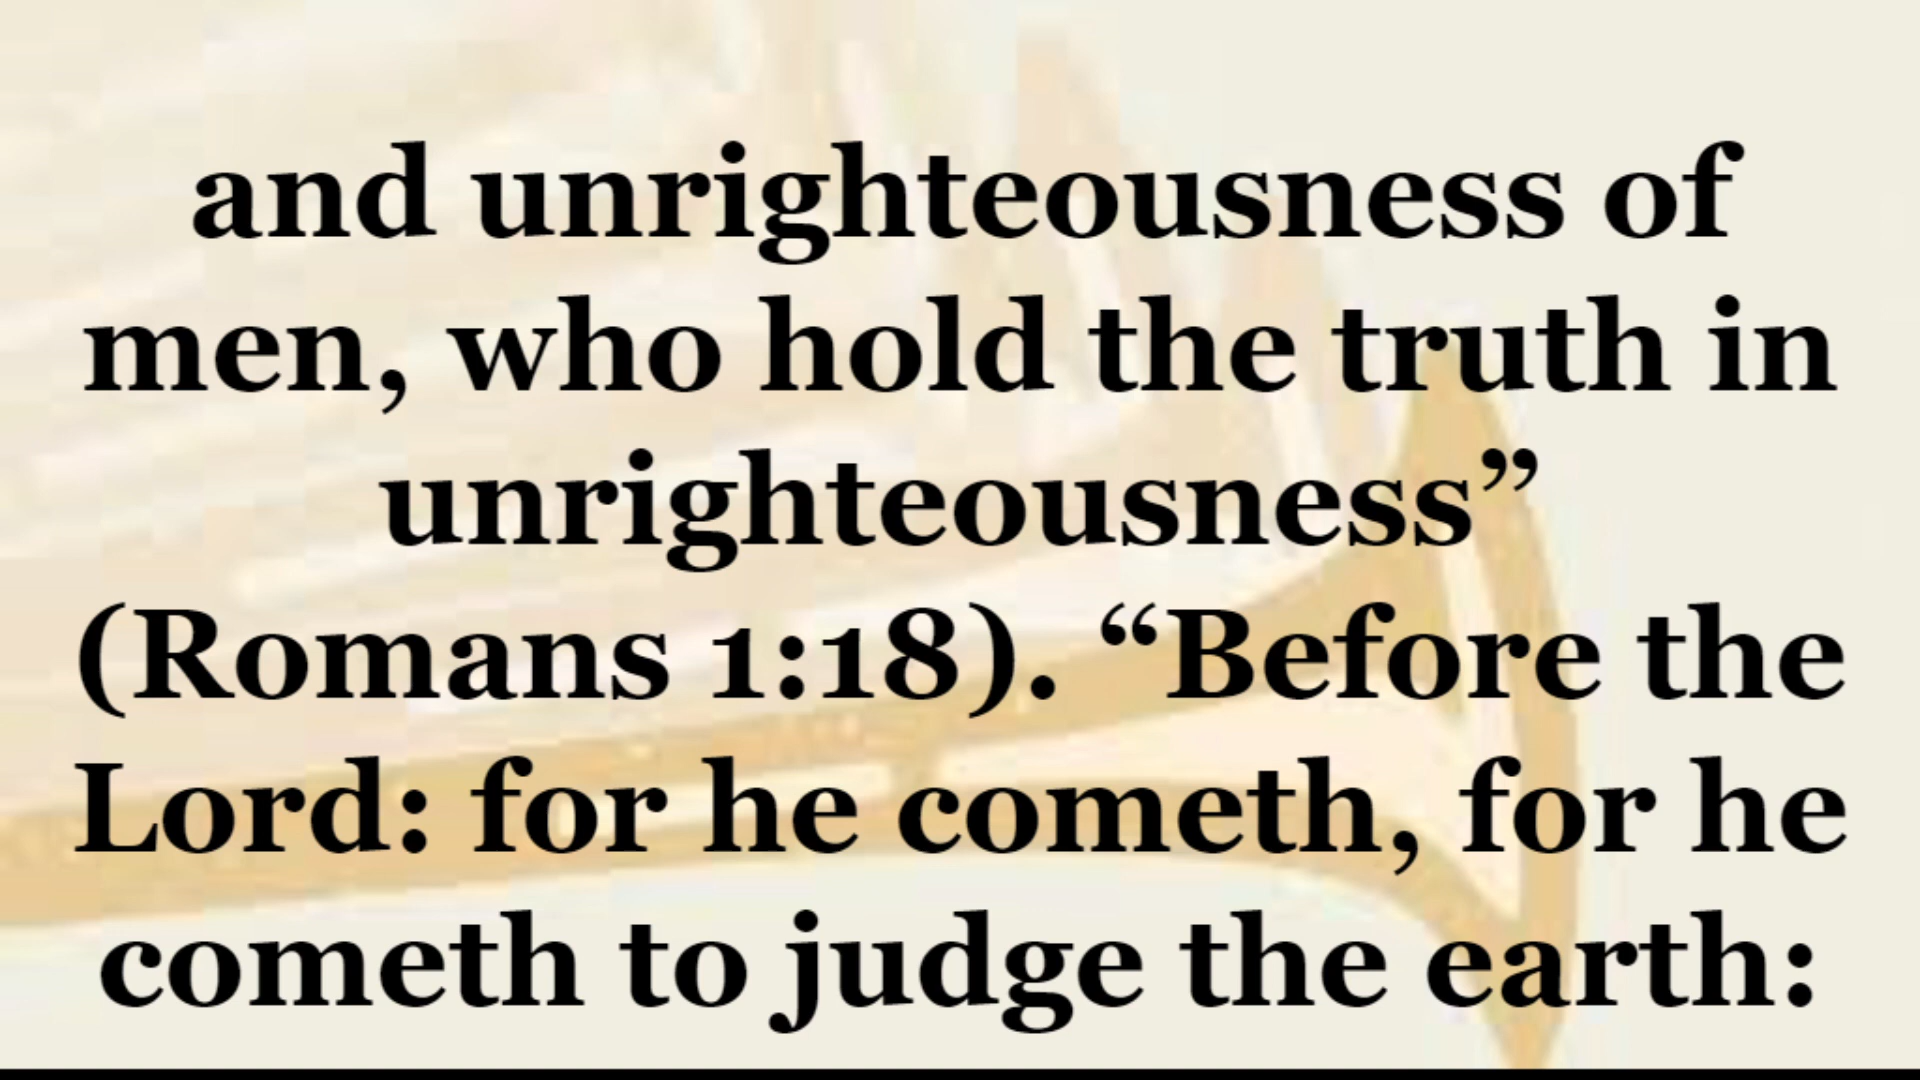 and unrighteousness of
men, who hold the truth in
unrighteousness”
(Romans 1:18). “Before the
Lord: for he cometh, for he
cometh to judge the earth: